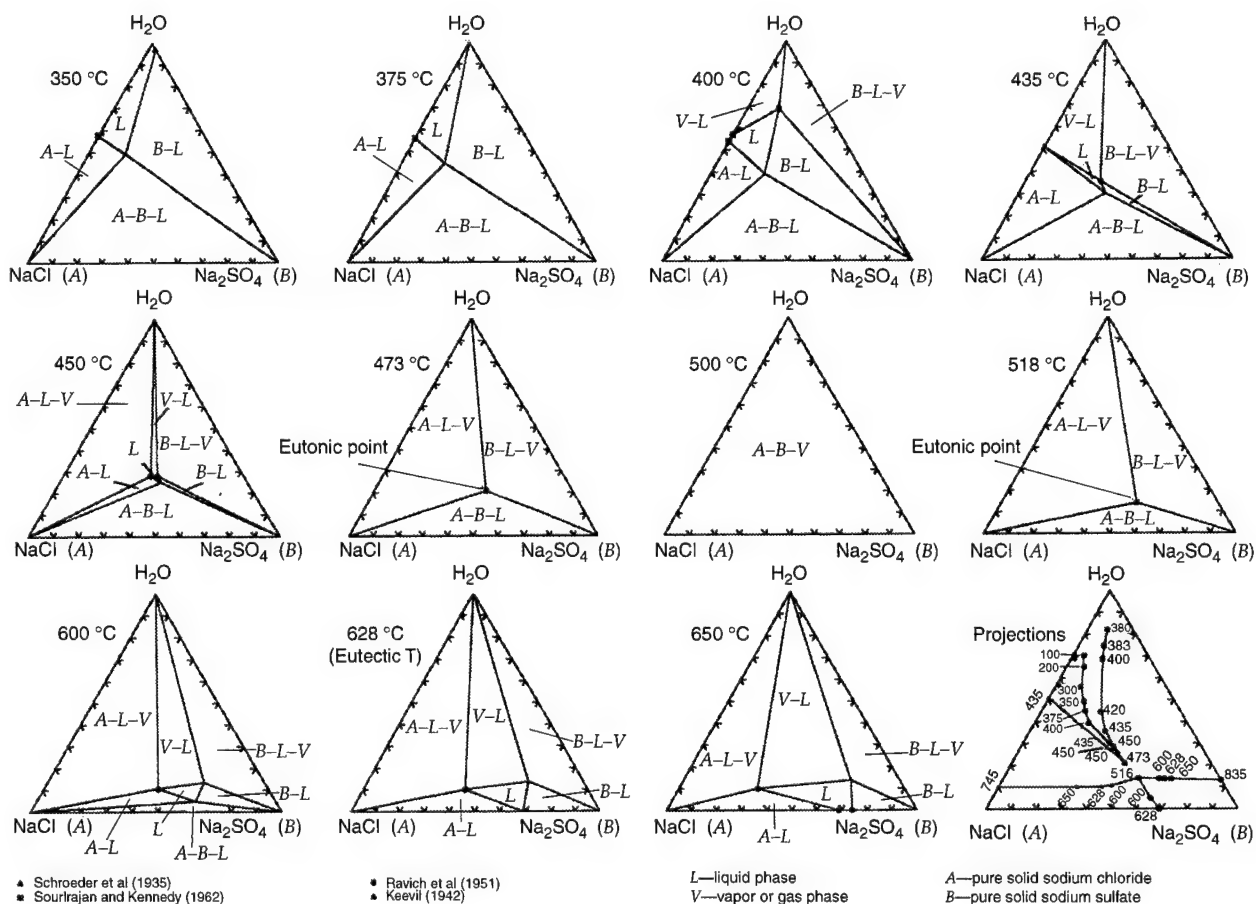 H₂O
350 °C
L
A–L
B–L
A–B–L
NaCl (A)
Na₂SO₄ (B)
H₂O
375 °C
L
A–L
B–L
A–B–L
NaCl (A)
Na₂SO₄ (B)
H₂O
400 °C
B–L–V
V–L
L
A–L
B–L
A–B–L
NaCl (A)
Na₂SO₄ (B)
H₂O
435 °C
V–L
L
B–L–V
A–L
B–L
A–B–L
NaCl (A)
Na₂SO₄ (B)
H₂O
450 °C
A–L–V
V–L
L
B–L–V
A–L
B–L
A–B–L
NaCl (A)
Na₂SO₄ (B)
H₂O
473 °C
A–L–V
B–L–V
Eutonic point
A–B–L
NaCl (A)
Na₂SO₄ (B)
H₂O
500 °C
A–B–V
NaCl (A)
Na₂SO₄ (B)
H₂O
518 °C
A–L–V
B–L–V
Eutonic point
A–B–L
NaCl (A)
Na₂SO₄ (B)
H₂O
600 °C
A–L–V
V–L
B–L–V
B–L
NaCl (A)
Na₂SO₄ (B)
A–L
L
A–B–L
H₂O
628 °C
(Eutectic T)
A–L–V
V–L
B–L–V
L
B–L
NaCl (A)
Na₂SO₄ (B)
A–L
H₂O
650 °C
V–L
A–L–V
B–L–V
L
B–L
NaCl (A)
Na₂SO₄ (B)
A–L
H₂O
Projections
380
383
400
100
200
300
350
375
400
435
420
435
450
435
450
450
473
516
600
628
650
835
745
650
628
600
600
628
NaCl (A)
Na₂SO₄ (B)
▲ Schroeder et al (1935)
■ Sourlrajan and Kennedy (1962)
Ravich et al (1951)
▲ Keevil (1942)
L—liquid phase
V—vapor or gas phase
A—pure solid sodium chloride
B—pure solid sodium sulfate